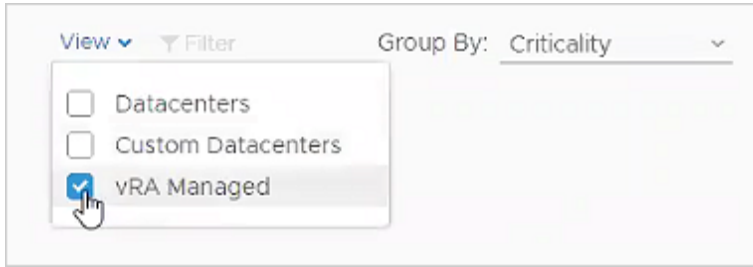 View Filter Group By: Criticality
Datacenters
Custom Datacenters
vRA Managed